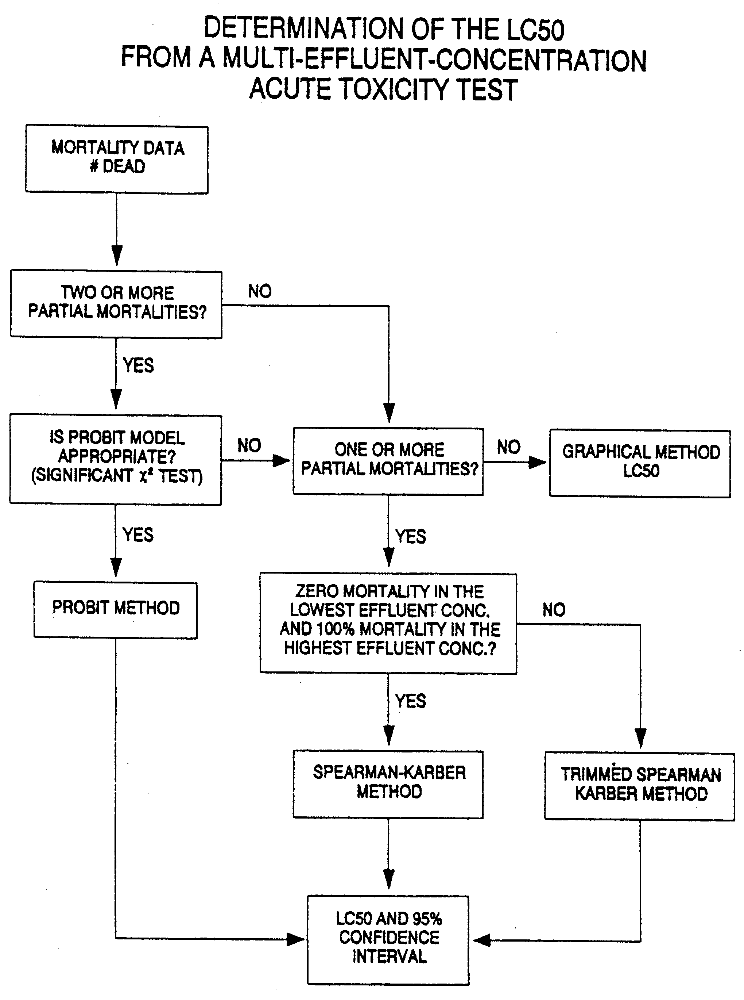 DETERMINATION OF THE LC50
FROM A MULTI-EFFLUENT-CONCENTRATION
ACUTE TOXICITY TEST
MORTALITY DATA
# DEAD
TWO OR MORE
PARTIAL MORTALITIES?
NO
YES
IS PROBIT MODEL
APPROPRIATE?
(SIGNIFICANT χ² TEST)
NO
ONE OR MORE
PARTIAL MORTALITIES?
NO
GRAPHICAL METHOD
LC50
YES
YES
PROBIT METHOD
ZERO MORTALITY IN THE
LOWEST EFFLUENT CONC.
AND 100% MORTALITY IN THE
HIGHEST EFFLUENT CONC.?
NO
YES
SPEARMAN-KARBER
METHOD
TRIMMED SPEARMAN
KARBER METHOD
LC50 AND 95%
CONFIDENCE
INTERVAL